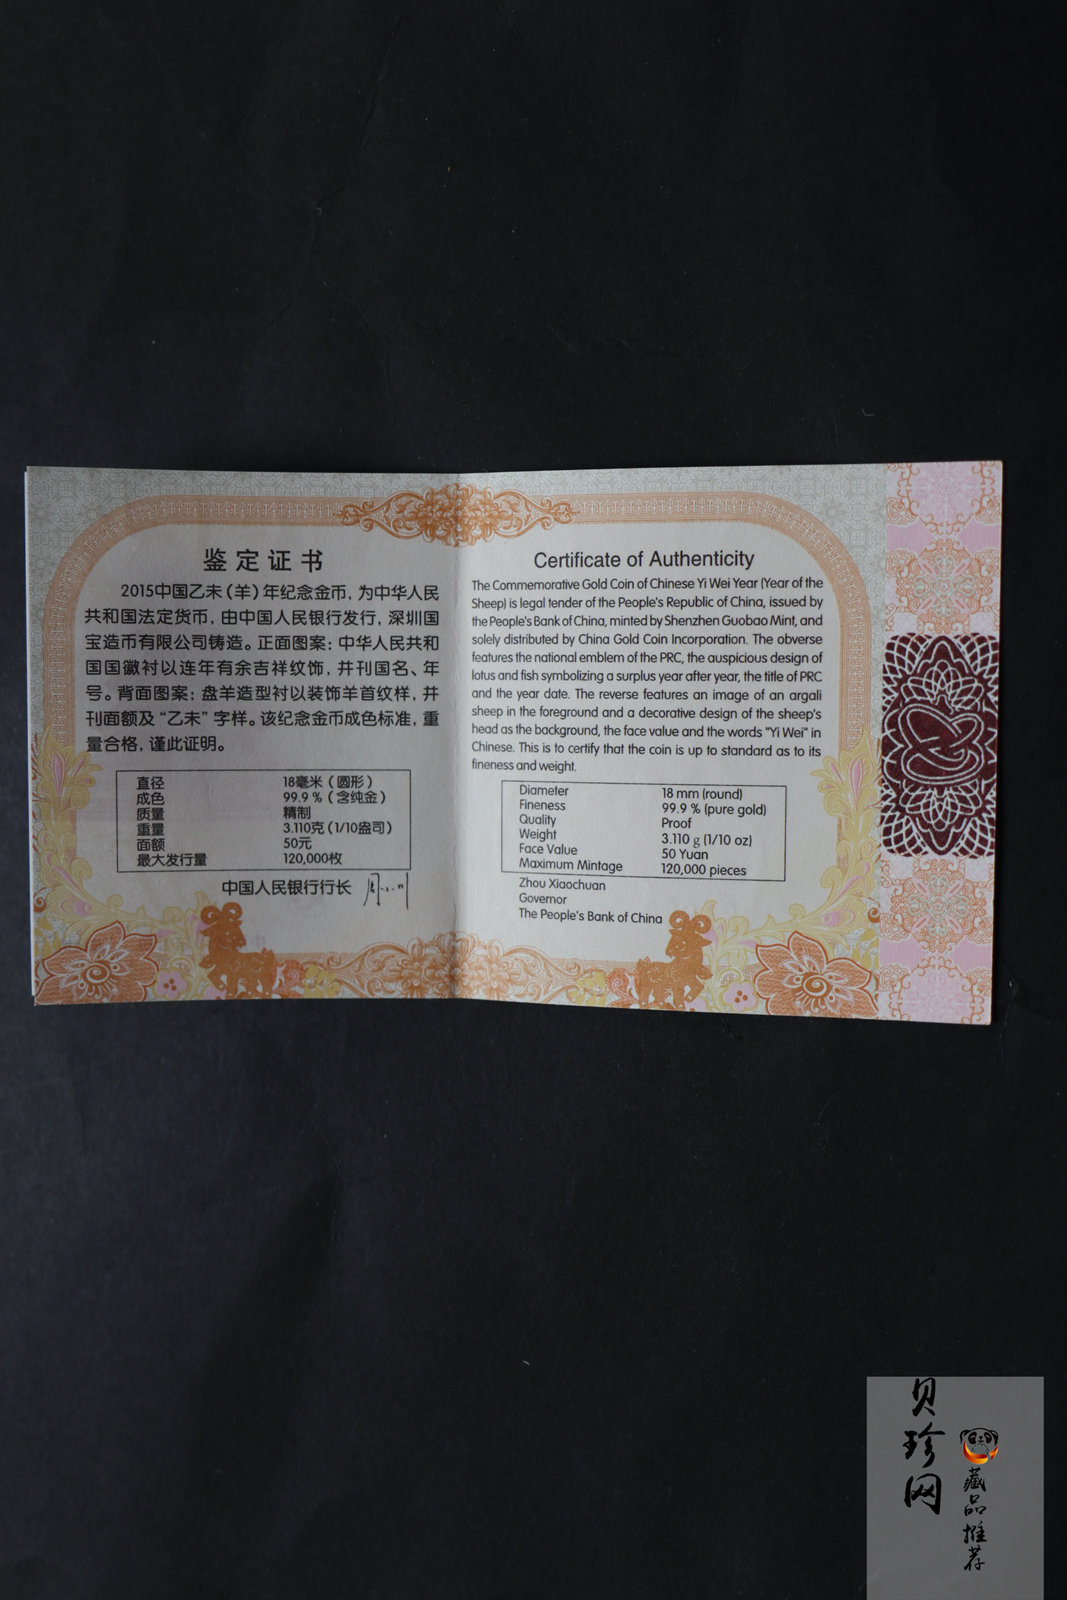 鉴定证书
2015中国乙未（羊）年纪念金币，为中华人民
共和国法定货币，由中国人民银行发行，深圳国
宝造币有限公司铸造。正面图案：中华人民共和
国国徽衬以连年有余吉祥纹饰，并刊国名、年
号。背面图案：盘羊造型衬以装饰羊首纹样，并
刊面额及“乙未”字样。该纪念金币成色标准，重
量合格，谨此证明。
直径 18毫米（圆形）
成色 99.9％（含纯金）
质量 精制
重量 3.110克（1/10盎司）
面额 50元
最大发行量 120,000枚
中国人民银行行长
Certificate of Authenticity
The Commemorative Gold Coin of Chinese Yi Wei Year (Year of the
Sheep) is legal tender of the People's Republic of China, issued by
the People's Bank of China, minted by Shenzhen Guobao Mint, and
solely distributed by China Gold Coin Incorporation. The obverse
features the national emblem of the PRC, the auspicious design of
lotus and fish symbolizing a surplus year after year, the title of PRC
and the year date. The reverse features an image of an argali
sheep in the foreground and a decorative design of the sheep's
head as the background, the face value and the words "Yi Wei" in
Chinese. This is to certify that the coin is up to standard as to its
fineness and weight.
Diameter 18 mm (round)
Fineness 99.9 % (pure gold)
Quality Proof
Weight 3.110 g (1/10 oz)
Face Value 50 Yuan
Maximum Mintage 120,000 pieces
Zhou Xiaochuan
Governor
The People's Bank of China
贝珍网
藏品推荐